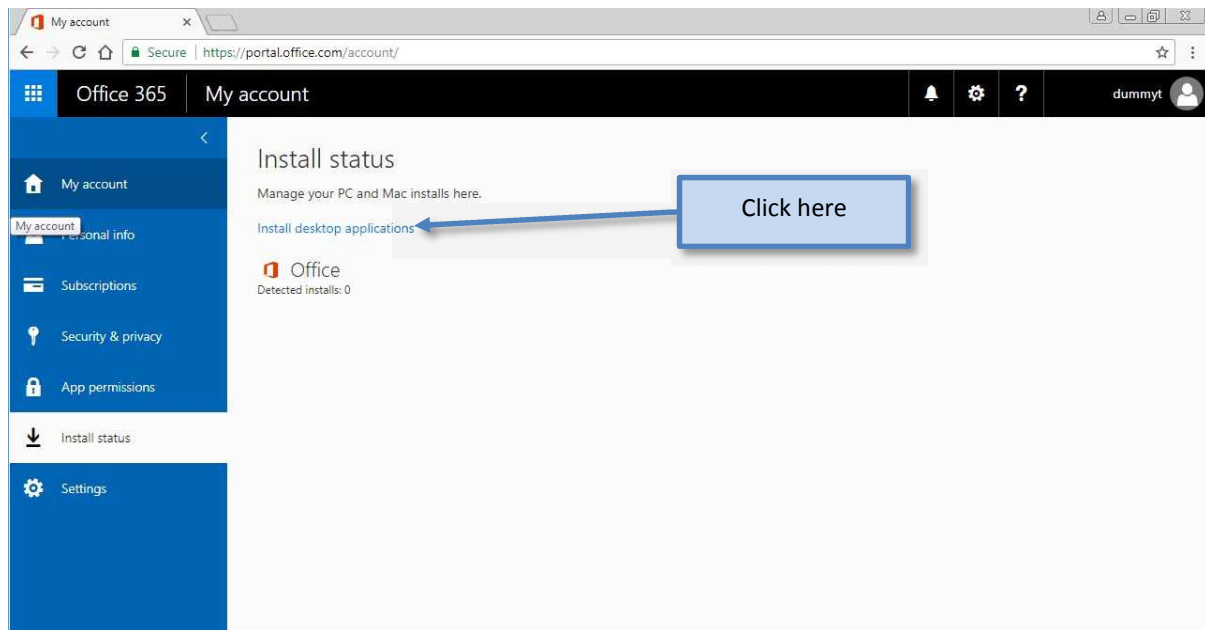 My account
Secure | https://portal.office.com/account/
Office 365 My account ? dummyt
Install status
Manage your PC and Mac installs here.
Install desktop applications
Click here
Office
Detected installs: 0
My account
My account
Personal info
Subscriptions
Security & privacy
App permissions
Install status
Settings